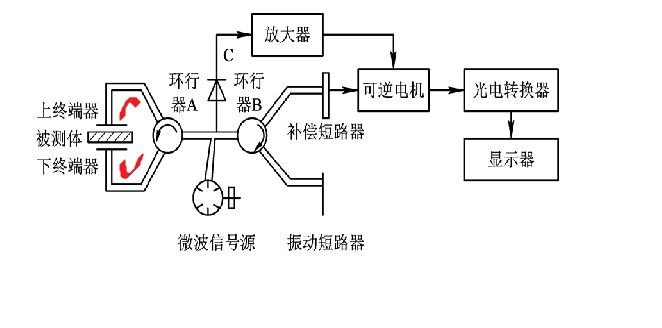 放大器
C
环行
器A
环行
器B
上终端器
被测体
下终端器
可逆电机
光电转换器
补偿短路器
显示器
微波信号源
振动短路器